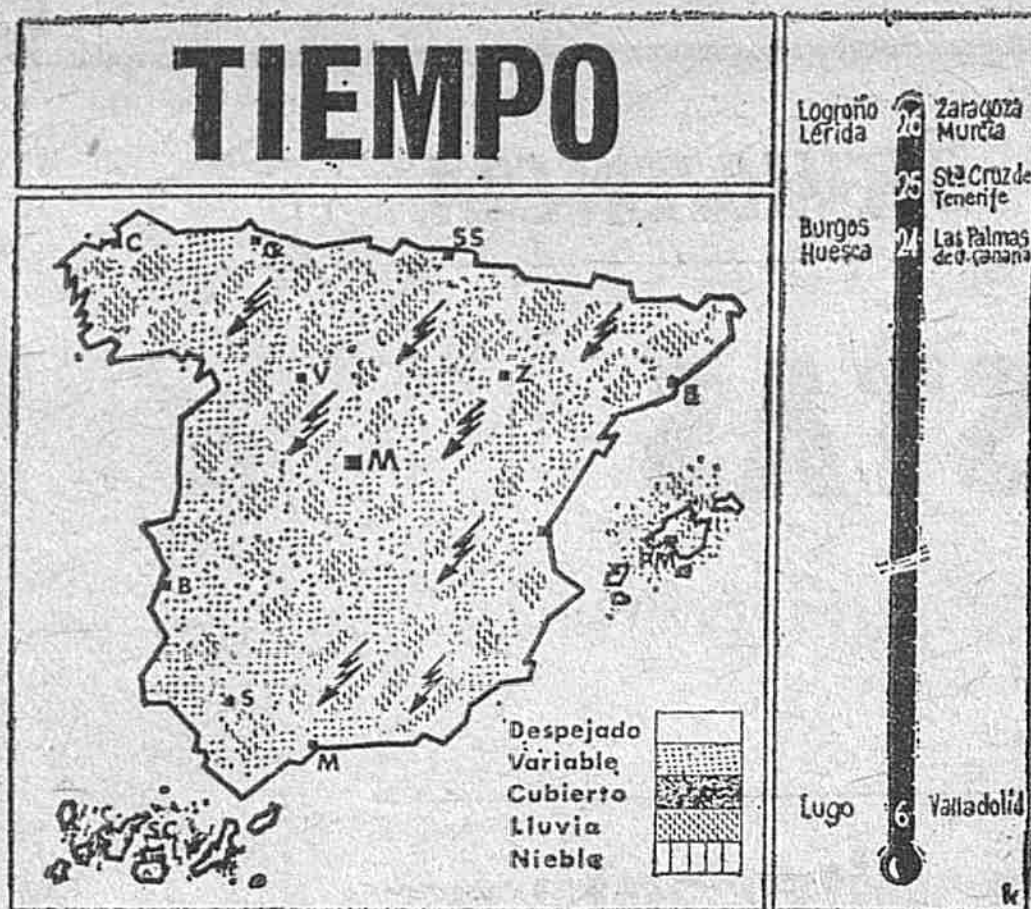 TIEMPO
C
SS
V
Z
M
B
S
M
SC
Despejado
Variable
Cubierto
Lluvia
Niebla
Logroño
Lérida
26
Zaragoza
Murcia
25
Sta Cruz de
Tenerife
Burgos
Huesca
24
Las Palmas
Lugo
6
Valladolid